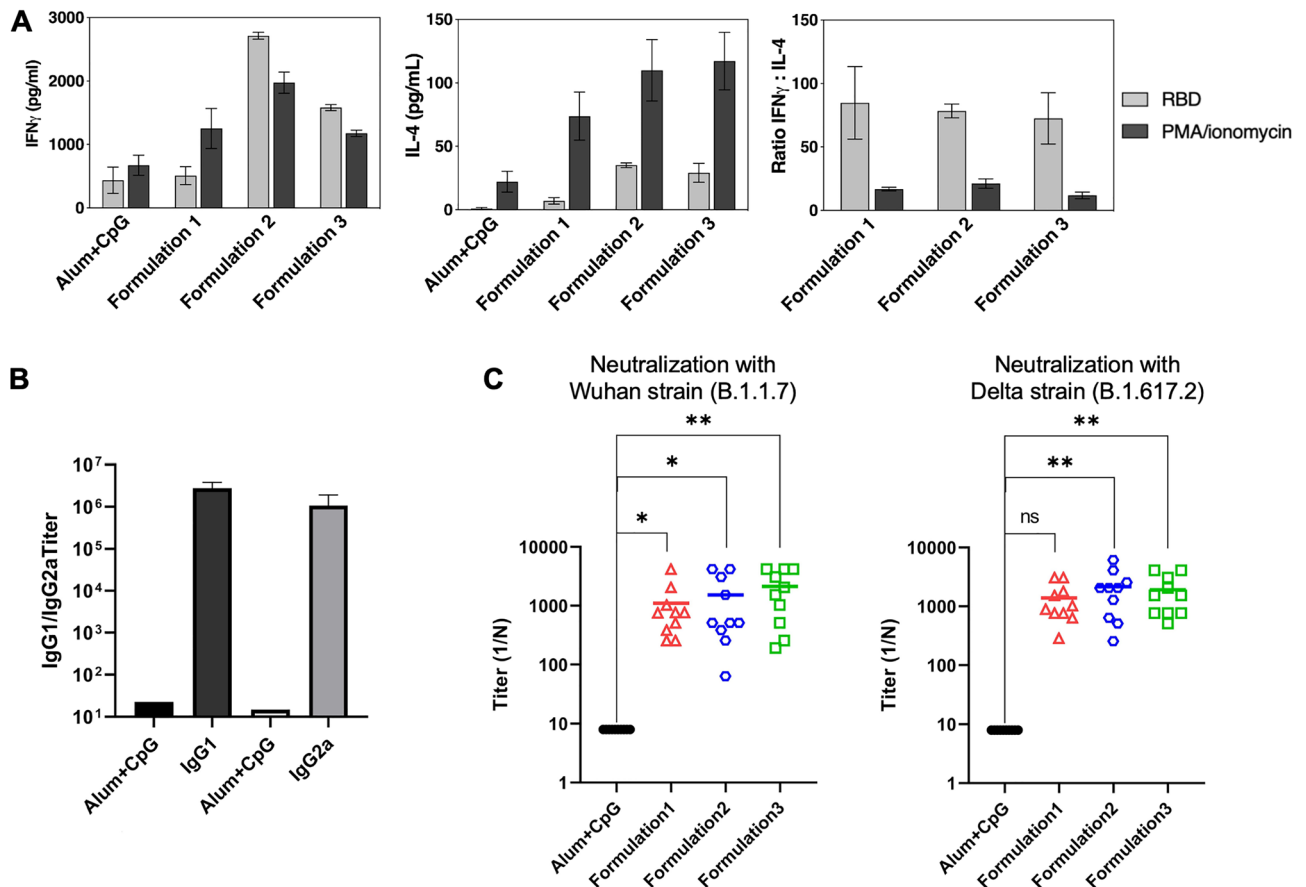 A
IFNγ (pg/ml)
3000
2000
1000
0
Alum+CpG
Formulation 1
Formulation 2
Formulation 3
IL-4 (pg/mL)
150
100
50
0
Alum+CpG
Formulation 1
Formulation 2
Formulation 3
Ratio IFNγ : IL-4
150
100
50
0
Formulation 1
Formulation 2
Formulation 3
RBD
PMA/ionomycin
B
IgG1/IgG2aTiter
10⁷
10⁶
10⁵
10⁴
10³
10²
10¹
Alum+CpG
IgG1
Alum+CpG
IgG2a
C
Neutralization with
Wuhan strain (B.1.1.7)
**
*
*
Titer (1/N)
10000
1000
100
10
1
Alum+CpG
Formulation1
Formulation2
Formulation3
Neutralization with
Delta strain (B.1.617.2)
**
**
ns
Titer (1/N)
10000
1000
100
10
1
Alum+CpG
Formulation1
Formulation2
Formulation3